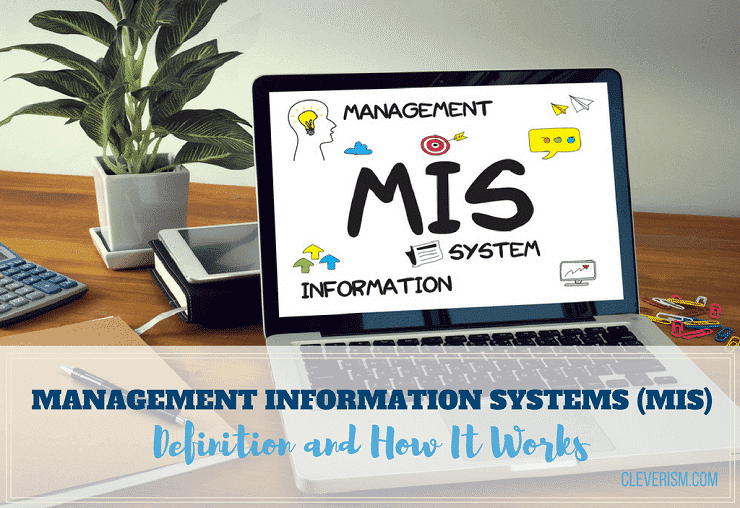 MANAGEMENT
MIS
SYSTEM
INFORMATION
MANAGEMENT INFORMATION SYSTEMS (MIS)
Definition and How It Works
CLEVERISM.COM